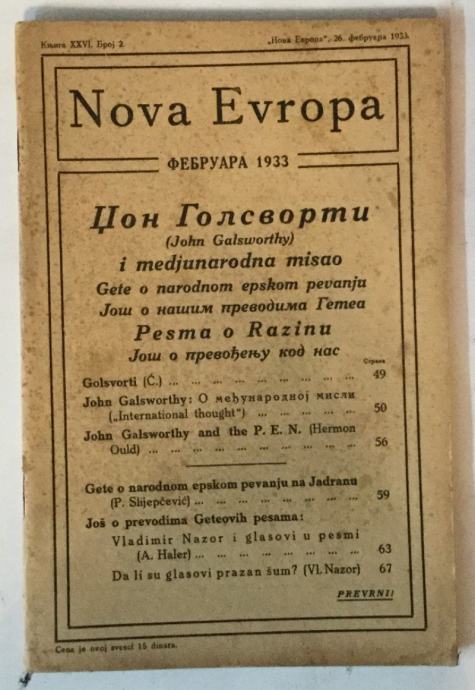 Књига XXVI. Број 2.
„Нова Европа“, 26. фебруара 1933.
Nova Evropa
ФЕБРУАРА 1933
Џон Голсворти
(John Galsworthy)
i medjunarodna misao
Gete o narodnom epskom pevanju
Још о нашим преводима Гетеа
Pesma o Razinu
Још о превођењу код нас
Страна
Golsvorti (Ć.) ... ... ... ... ... ... ... ... ... 49
John Galsworthy: О међународној мисли
(„International thought“) ... ... ... ... ... 50
John Galsworthy and the P. E. N. (Hermon
Ould) ... ... ... ... ... ... ... ... ... ... 56
Gete o narodnom epskom pevanju na Jadranu
(P. Slijepčević) ... ... ... ... ... ... ... ... 59
Još o prevodima Geteovih pesama:
Vladimir Nazor i glasovi u pesmi
(A. Haler) ... ... ... ... ... ... ... ... 63
Da li su glasovi prazan šum? (Vl. Nazor) 67
PREVRNI!
Cena je ovoj svesci 15 dinara.